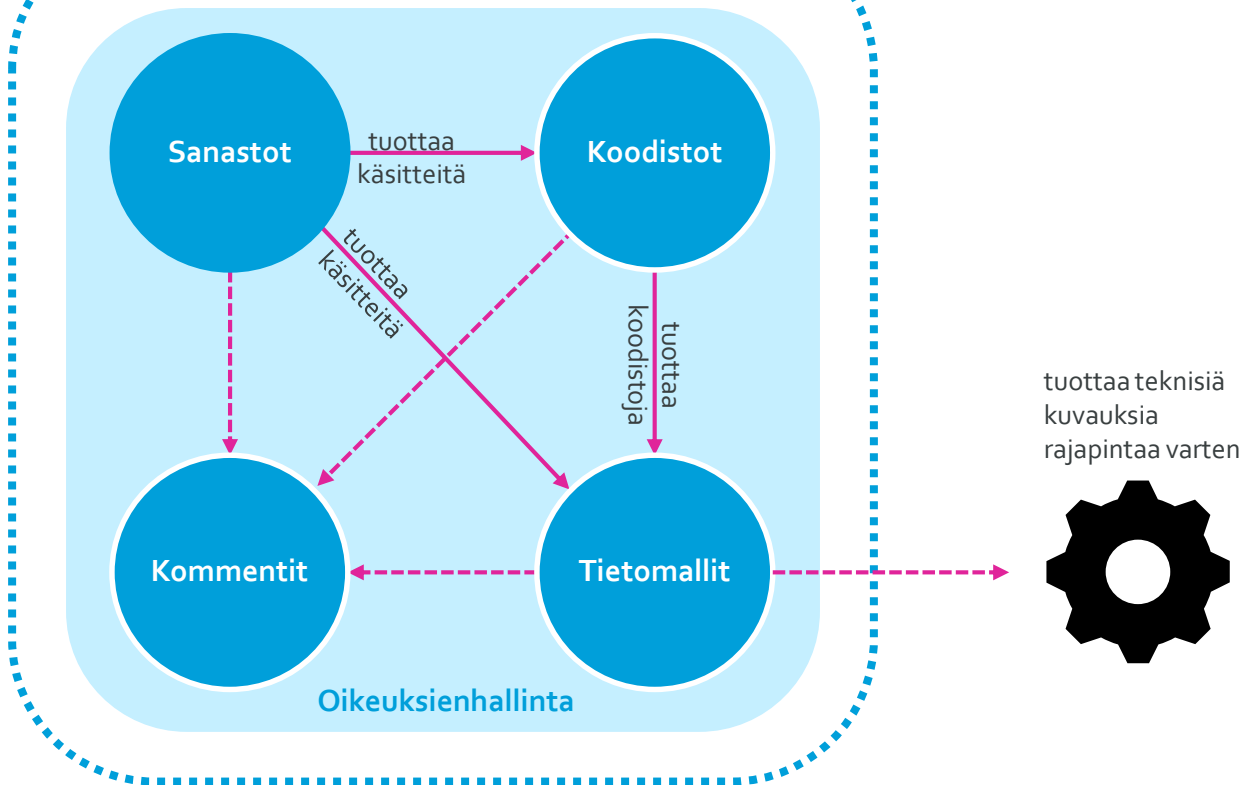 Sanastot
tuottaa
käsitteitä
Koodistot
tuottaa
käsitteitä
tuottaa
koodistoja
tuottaa teknisiä
kuvauksia
rajapintaa varten
Kommentit
Tietomallit
Oikeuksienhallinta